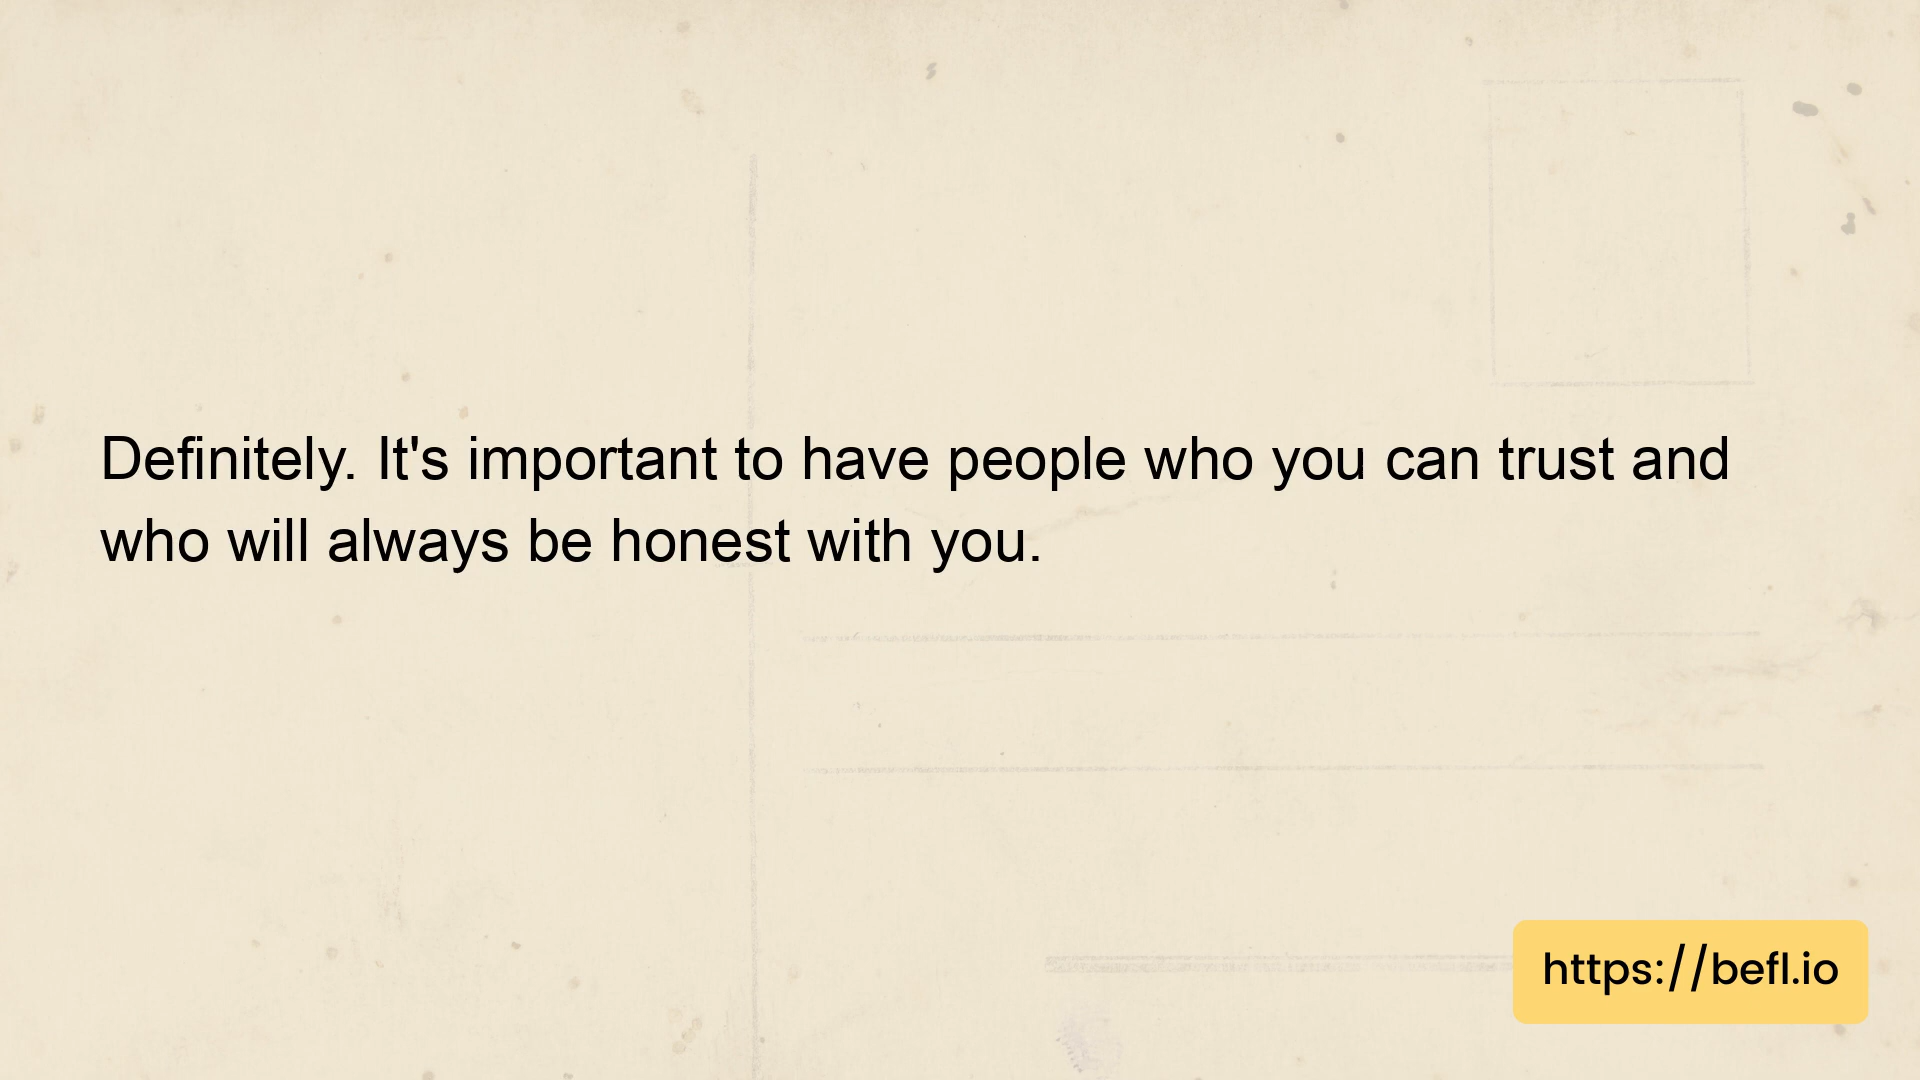 Definitely. It's important to have people who you can trust and
who will always be honest with you.
https://befl.io